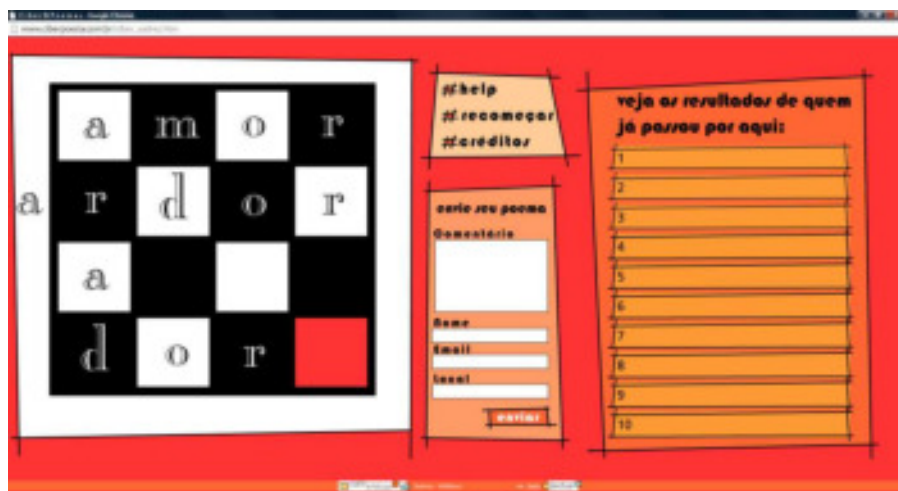 a m o r
a r d o r
a
d o r
#help
#recomeçar
#créditos
envie seu poema
Comentário
Nome
Email
Local
enviar
veja os resultados de quem
já passou por aqui:
1
2
3
4
5
6
7
8
9
10